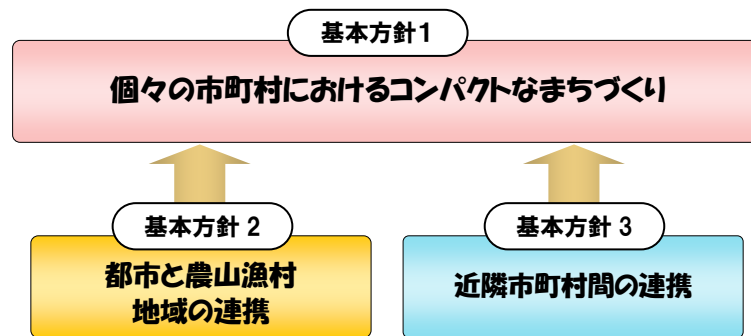 基本方針1
個々の市町村におけるコンパクトなまちづくり
基本方針 2
都市と農山漁村
地域の連携
基本方針 3
近隣市町村間の連携